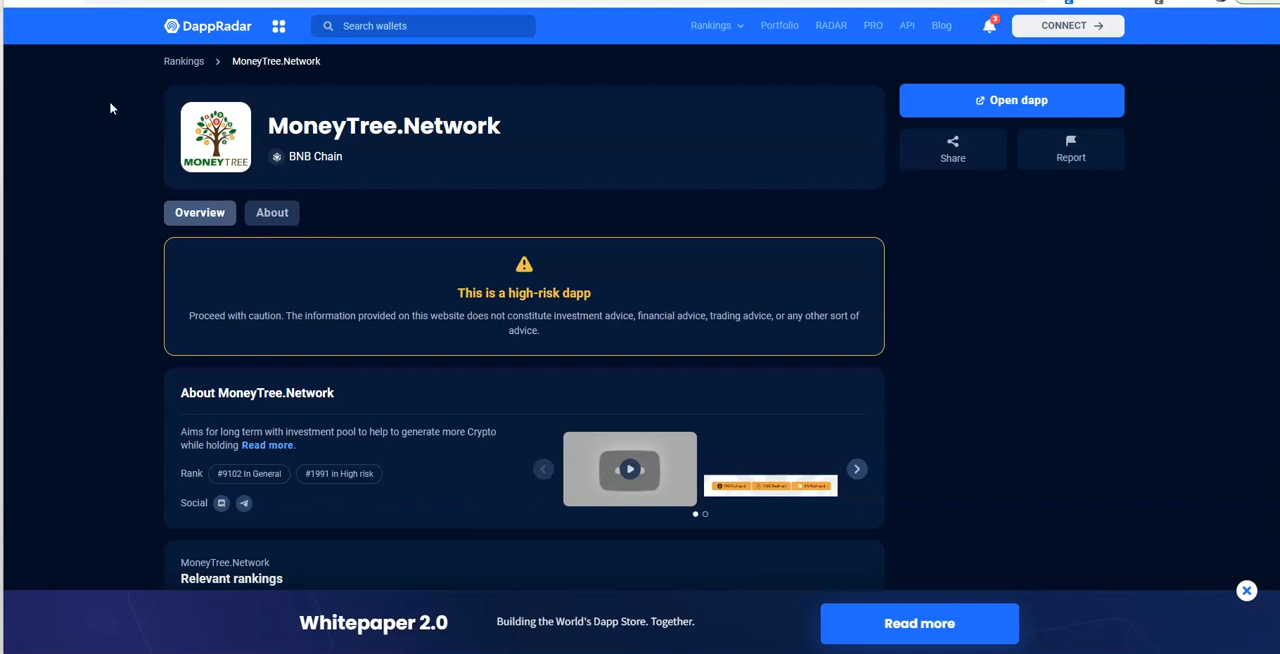 DappRadar
Search wallets
Rankings
Portfolio
RADAR
PRO
API
Blog
3
CONNECT
Rankings
MoneyTree.Network
MONEYTREE
MoneyTree.Network
BNB Chain
Open dapp
Share
Report
Overview
About
This is a high-risk dapp
Proceed with caution. The information provided on this website does not constitute investment advice, financial advice, trading advice, or any other sort of
advice.
About MoneyTree.Network
Aims for long term with investment pool to help to generate more Crypto
while holding Read more.
Rank #9102 In General #1991 in High risk
Social
MoneyTree.Network
Relevant rankings
Whitepaper 2.0
Building the World's Dapp Store. Together.
Read more